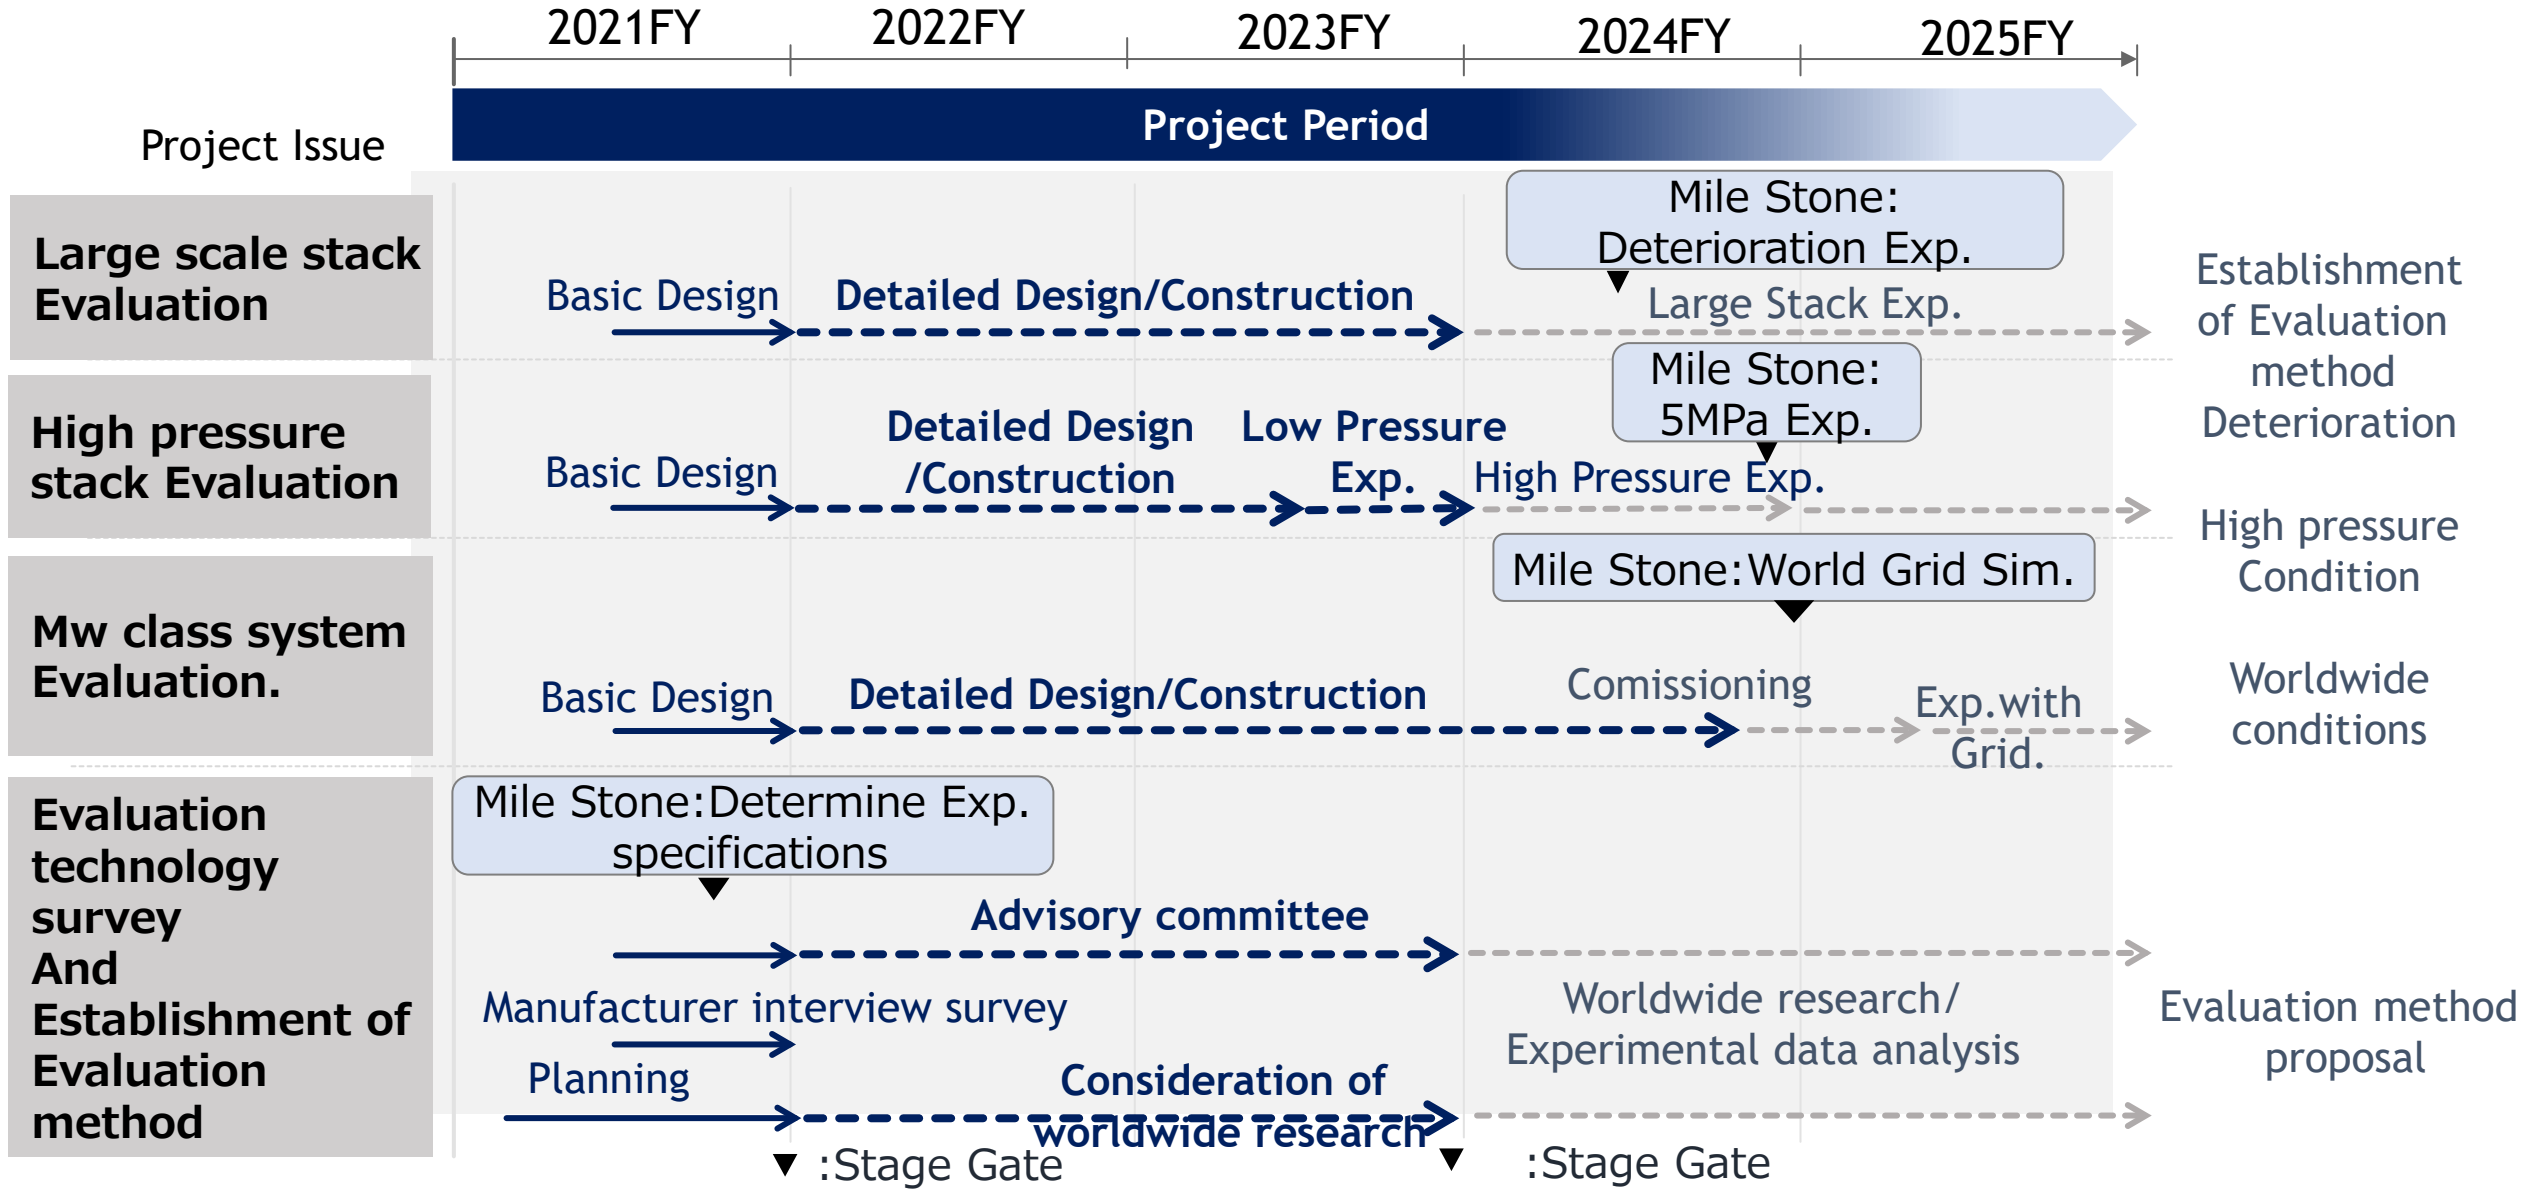 2021FY
2022FY
2023FY
2024FY
2025FY
Project Period
Project Issue
Large scale stack
Evaluation
Basic Design
Detailed Design/Construction
Mile Stone:
Deterioration Exp.
Large Stack Exp.
Establishment
of Evaluation
method
Deterioration
High pressure
stack Evaluation
Basic Design
Detailed Design
/Construction
Low Pressure
Exp.
Mile Stone:
5MPa Exp.
High Pressure Exp.
High pressure
Condition
Mw class system
Evaluation.
Basic Design
Detailed Design/Construction
Mile Stone:World Grid Sim.
Comissioning
Exp.with
Grid.
Worldwide
conditions
Evaluation
technology
survey
And
Establishment of
Evaluation
method
Mile Stone:Determine Exp.
specifications
Advisory committee
Manufacturer interview survey
Planning
Consideration of
worldwide research
Worldwide research/
Experimental data analysis
Evaluation method
proposal
:Stage Gate
:Stage Gate